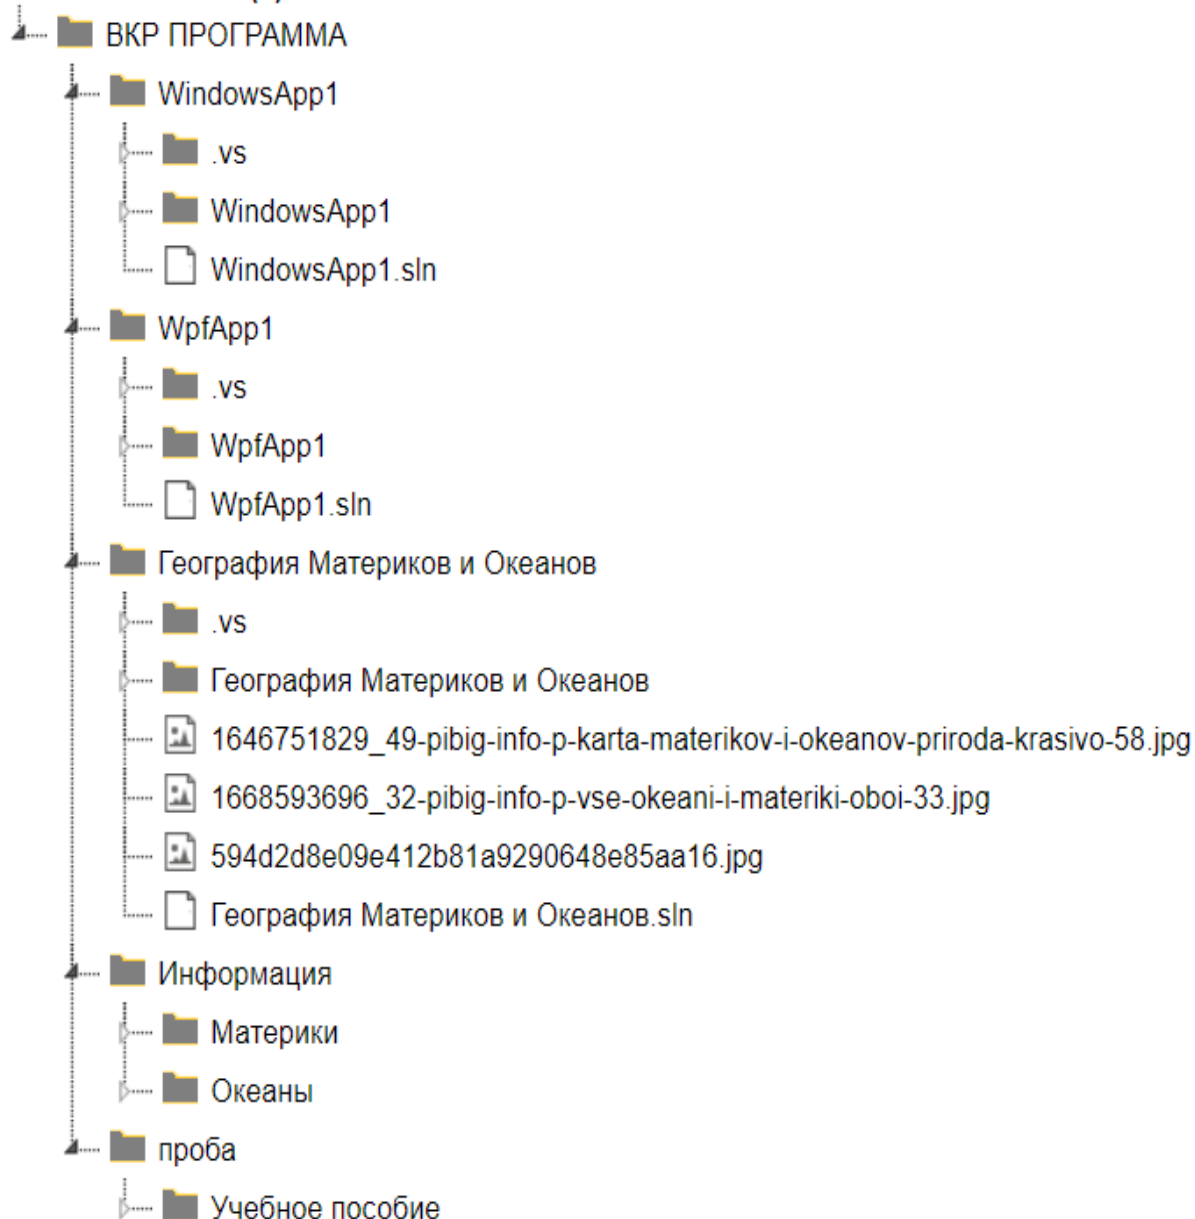 ВКР ПРОГРАММА
WindowsApp1
.vs
WindowsApp1
WindowsApp1.sln
WpfApp1
.vs
WpfApp1
WpfApp1.sln
География Материков и Океанов
.vs
География Материков и Океанов
1646751829_49-pibig-info-p-karta-materikov-i-okeanov-priroda-krasivo-58.jpg
1668593696_32-pibig-info-p-vse-okeani-i-materiki-oboi-33.jpg
594d2d8e09e412b81a9290648e85aa16.jpg
География Материков и Океанов.sln
Информация
Материки
Океаны
проба
Учебное пособие